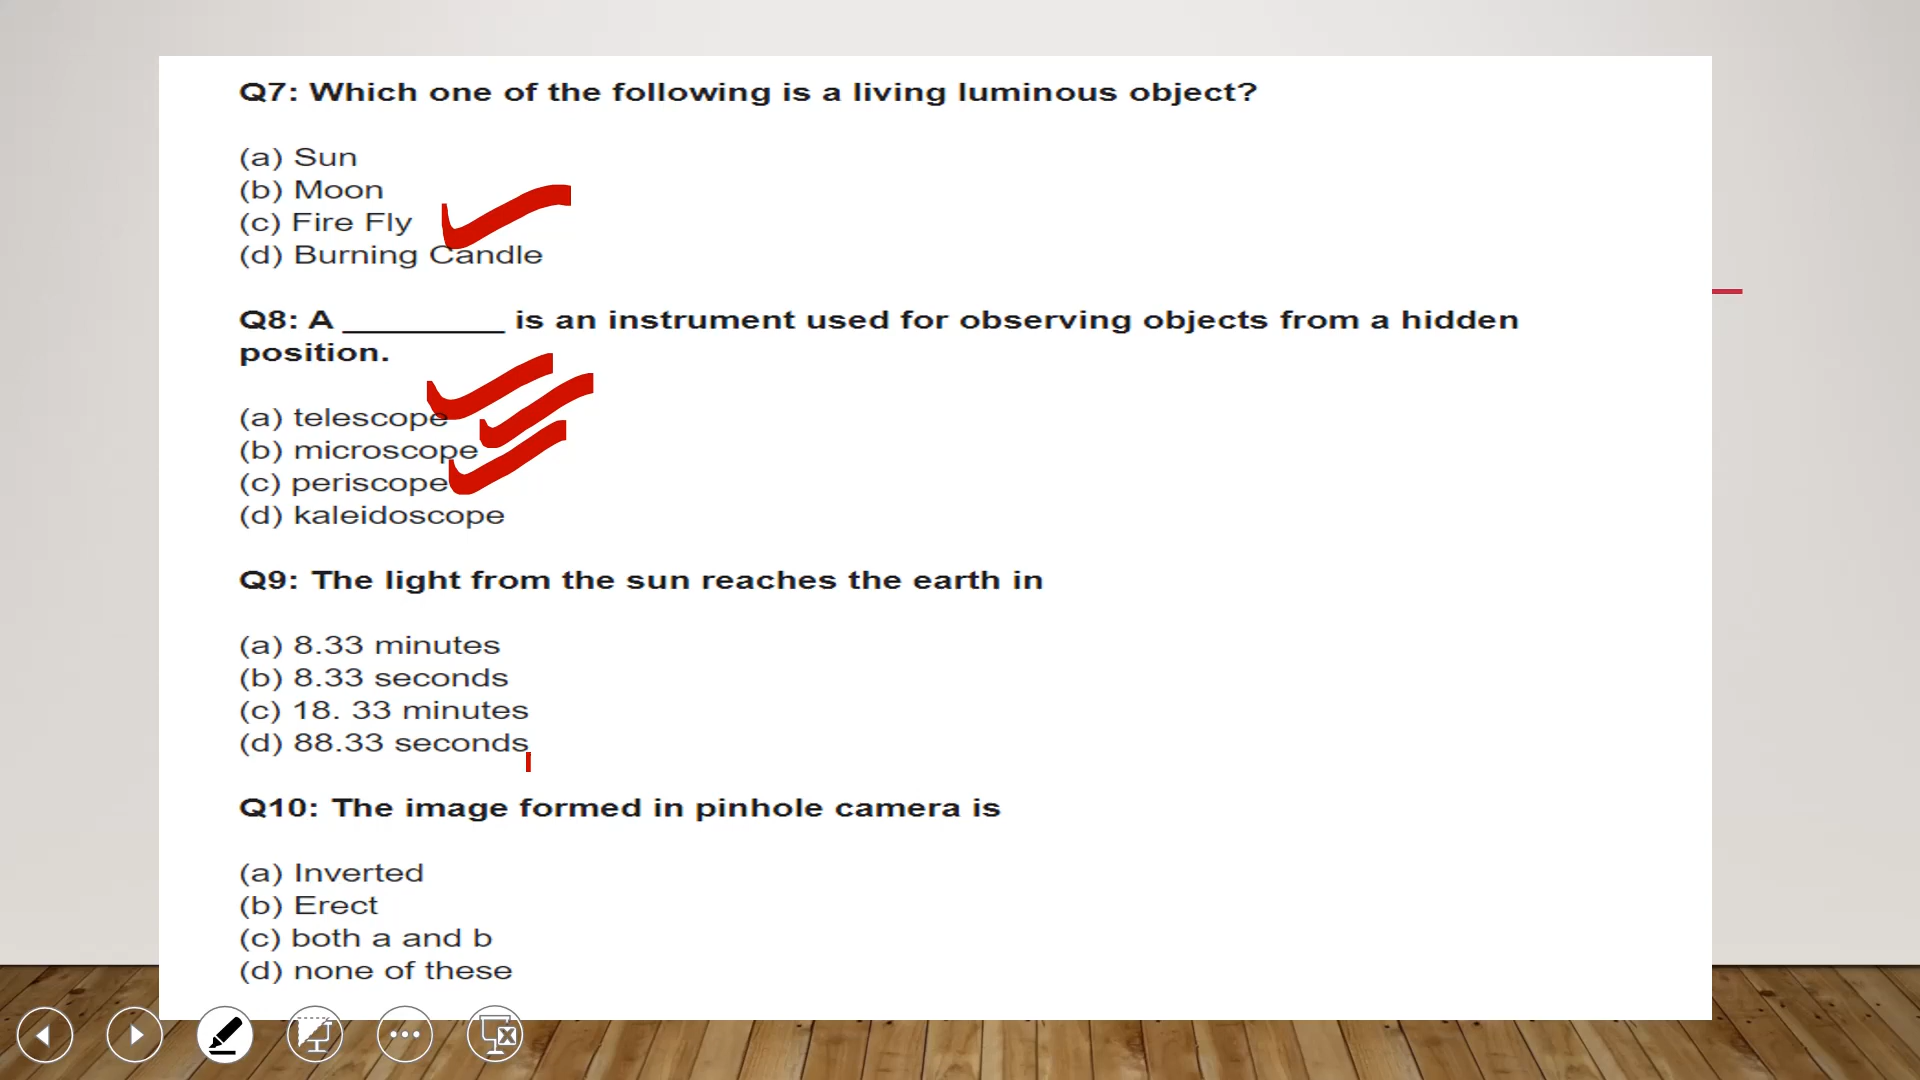 Q7: Which one of the following is a living luminous object?
(a) Sun
(b) Moon
(c) Fire Fly
(d) Burning Candle
Q8: A _________ is an instrument used for observing objects from a hidden
position.
(a) telescope
(b) microscope
(c) periscope
(d) kaleidoscope
Q9: The light from the sun reaches the earth in
(a) 8.33 minutes
(b) 8.33 seconds
(c) 18. 33 minutes
(d) 88.33 seconds
Q10: The image formed in pinhole camera is
(a) Inverted
(b) Erect
(c) both a and b
(d) none of these